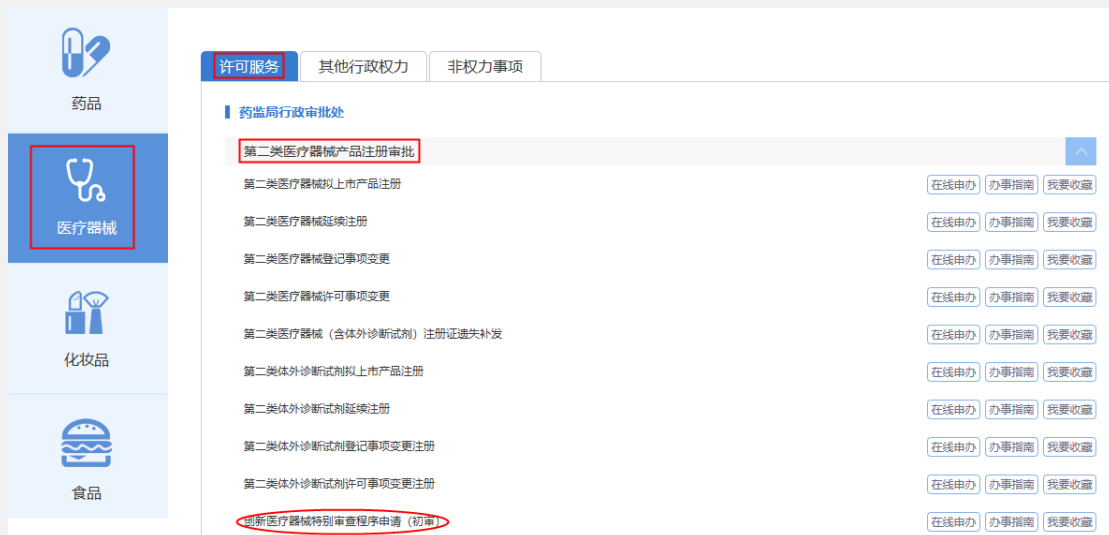 药品
医疗器械
化妆品
食品
许可服务 其他行政权力 非权力事项
药监局行政审批处
第二类医疗器械产品注册审批
第二类医疗器械拟上市产品注册 在线申办 办事指南 我要收藏
第二类医疗器械延续注册 在线申办 办事指南 我要收藏
第二类医疗器械登记事项变更 在线申办 办事指南 我要收藏
第二类医疗器械许可事项变更 在线申办 办事指南 我要收藏
第二类医疗器械（含体外诊断试剂）注册证遗失补发 在线申办 办事指南 我要收藏
第二类体外诊断试剂拟上市产品注册 在线申办 办事指南 我要收藏
第二类体外诊断试剂延续注册 在线申办 办事指南 我要收藏
第二类体外诊断试剂登记事项变更注册 在线申办 办事指南 我要收藏
第二类体外诊断试剂许可事项变更注册 在线申办 办事指南 我要收藏
创新医疗器械特别审查程序申请（初审） 在线申办 办事指南 我要收藏